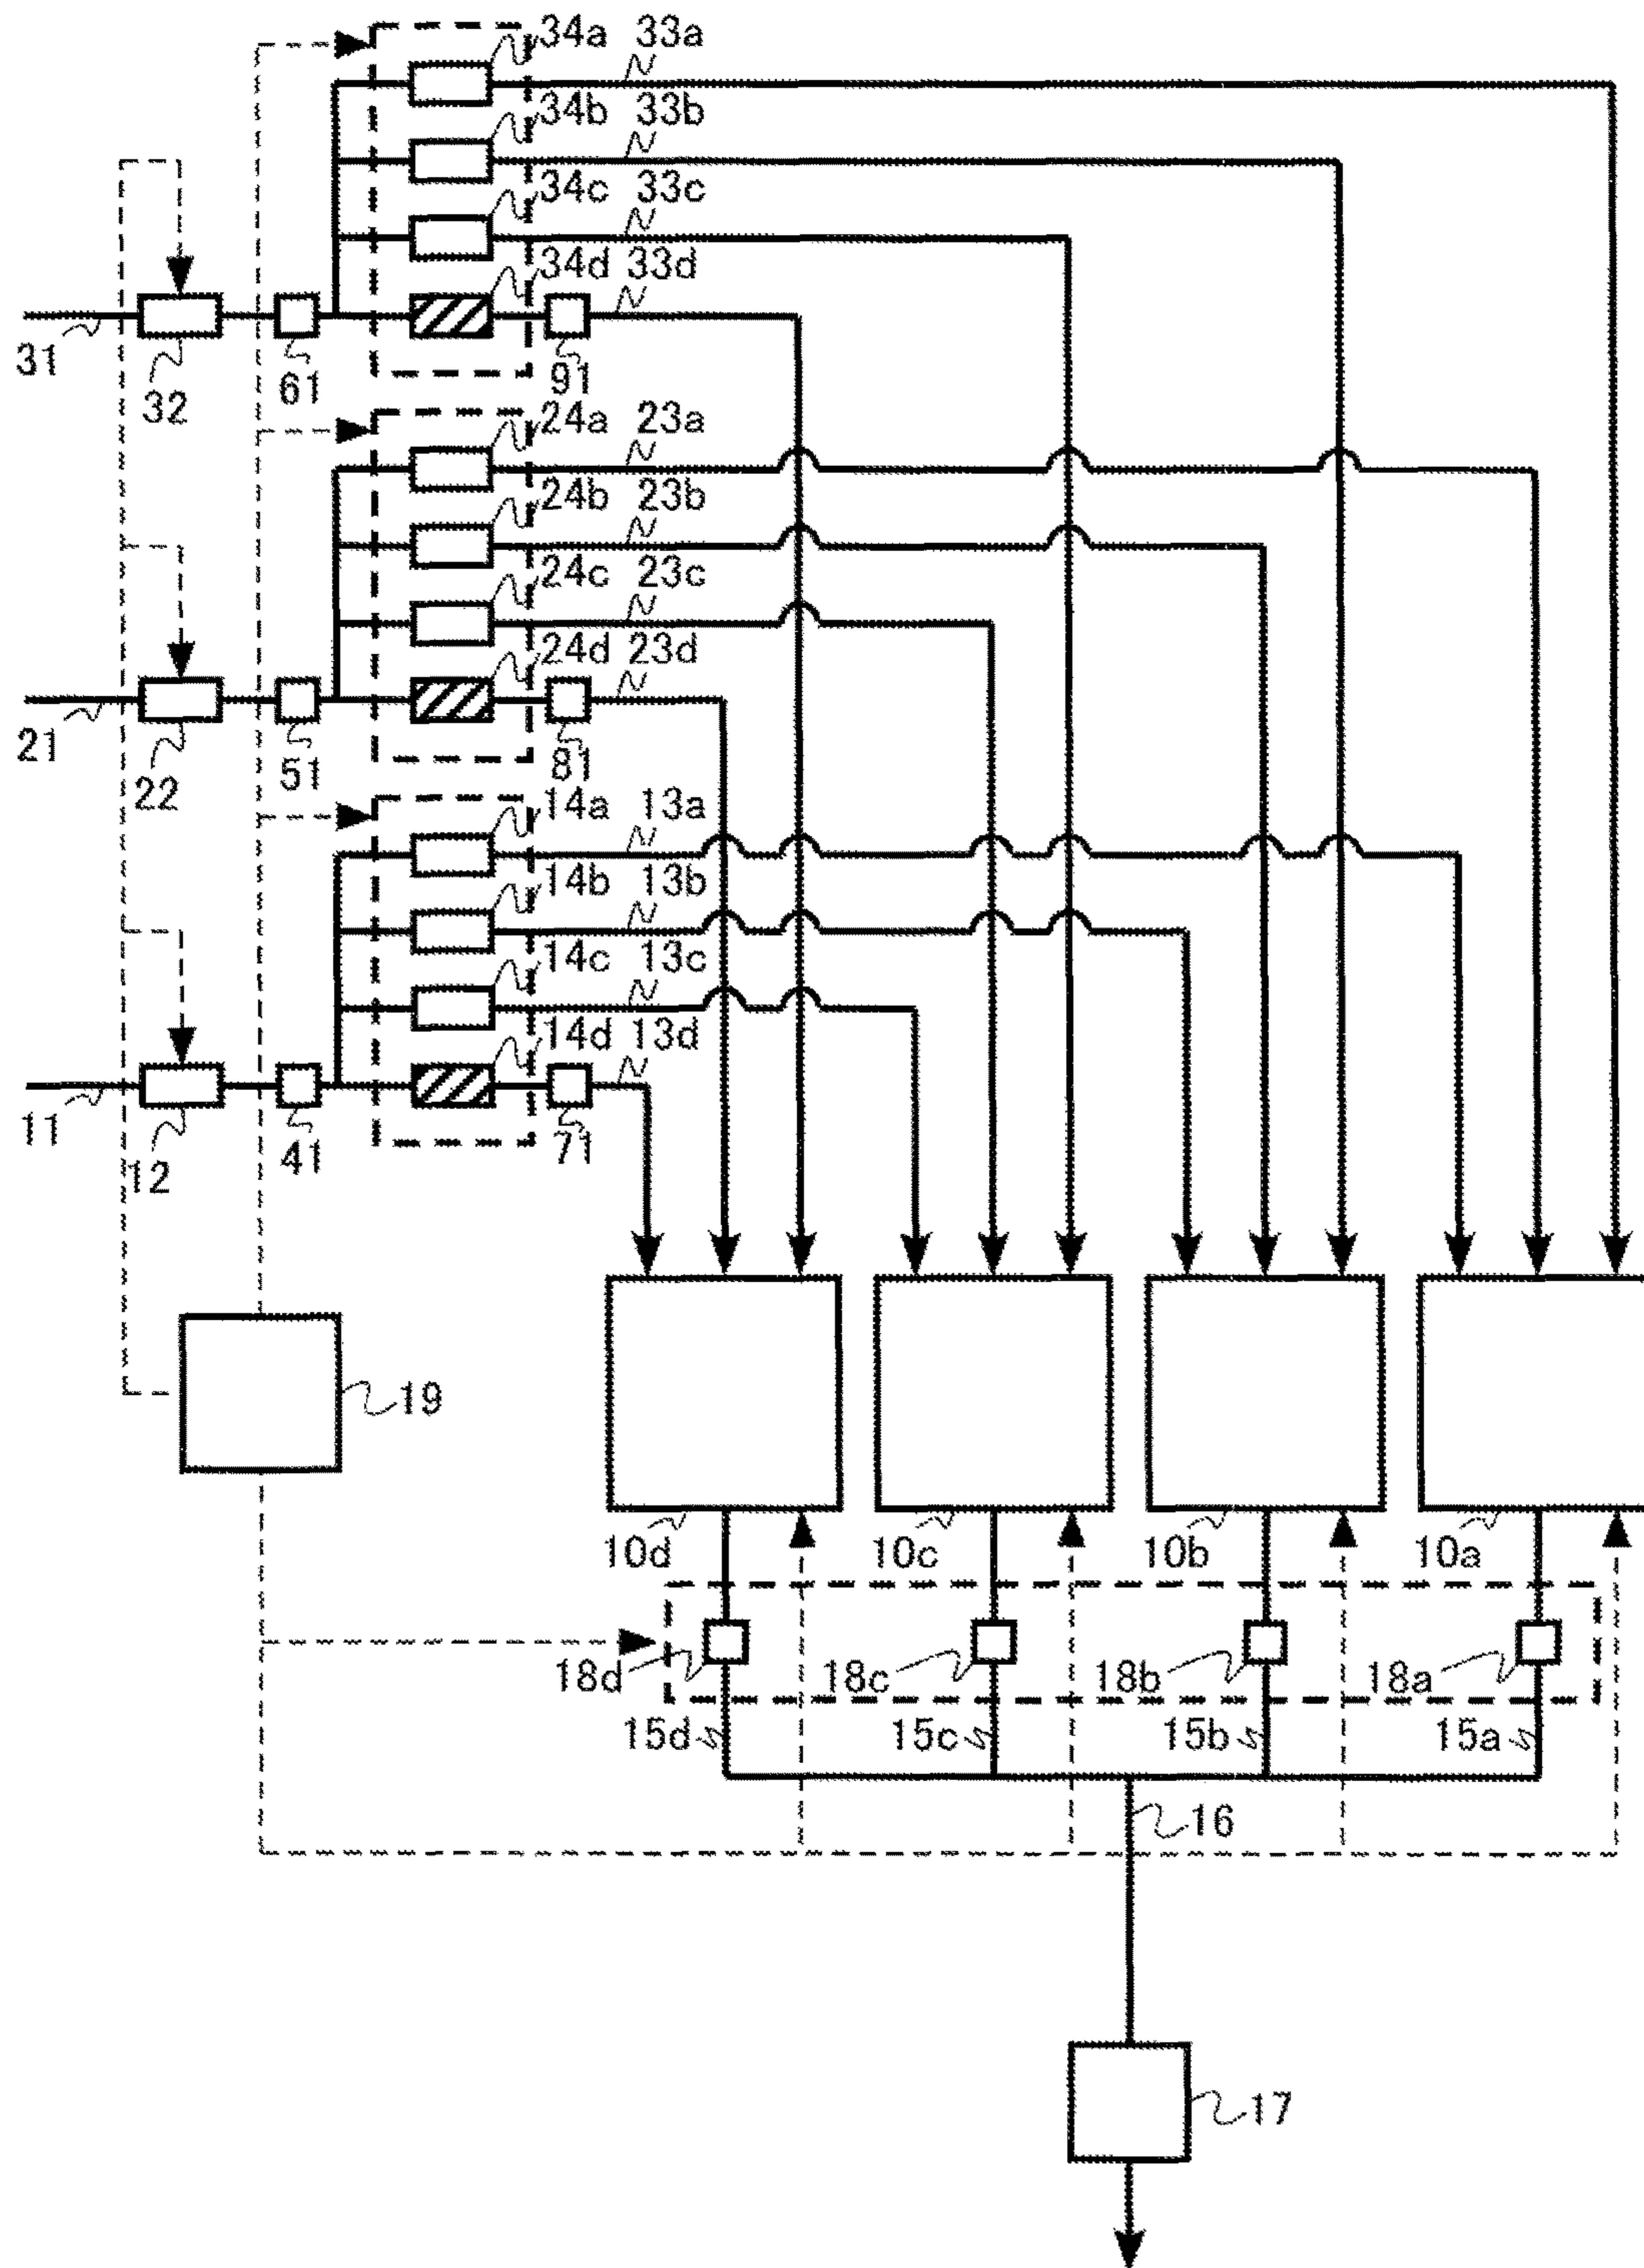 34a 33a
34b 33b
34c 33c
34d 33d
31 32 61 91
24a 23a
24b 23b
24c 23c
24d 23d
21 22 51 81
14a 13a
14b 13b
14c 13c
14d 13d
11 12 41 71
19
10d 10c 10b 10a
18d 18c 18b 18a
15d 15c 15b 15a
16
17